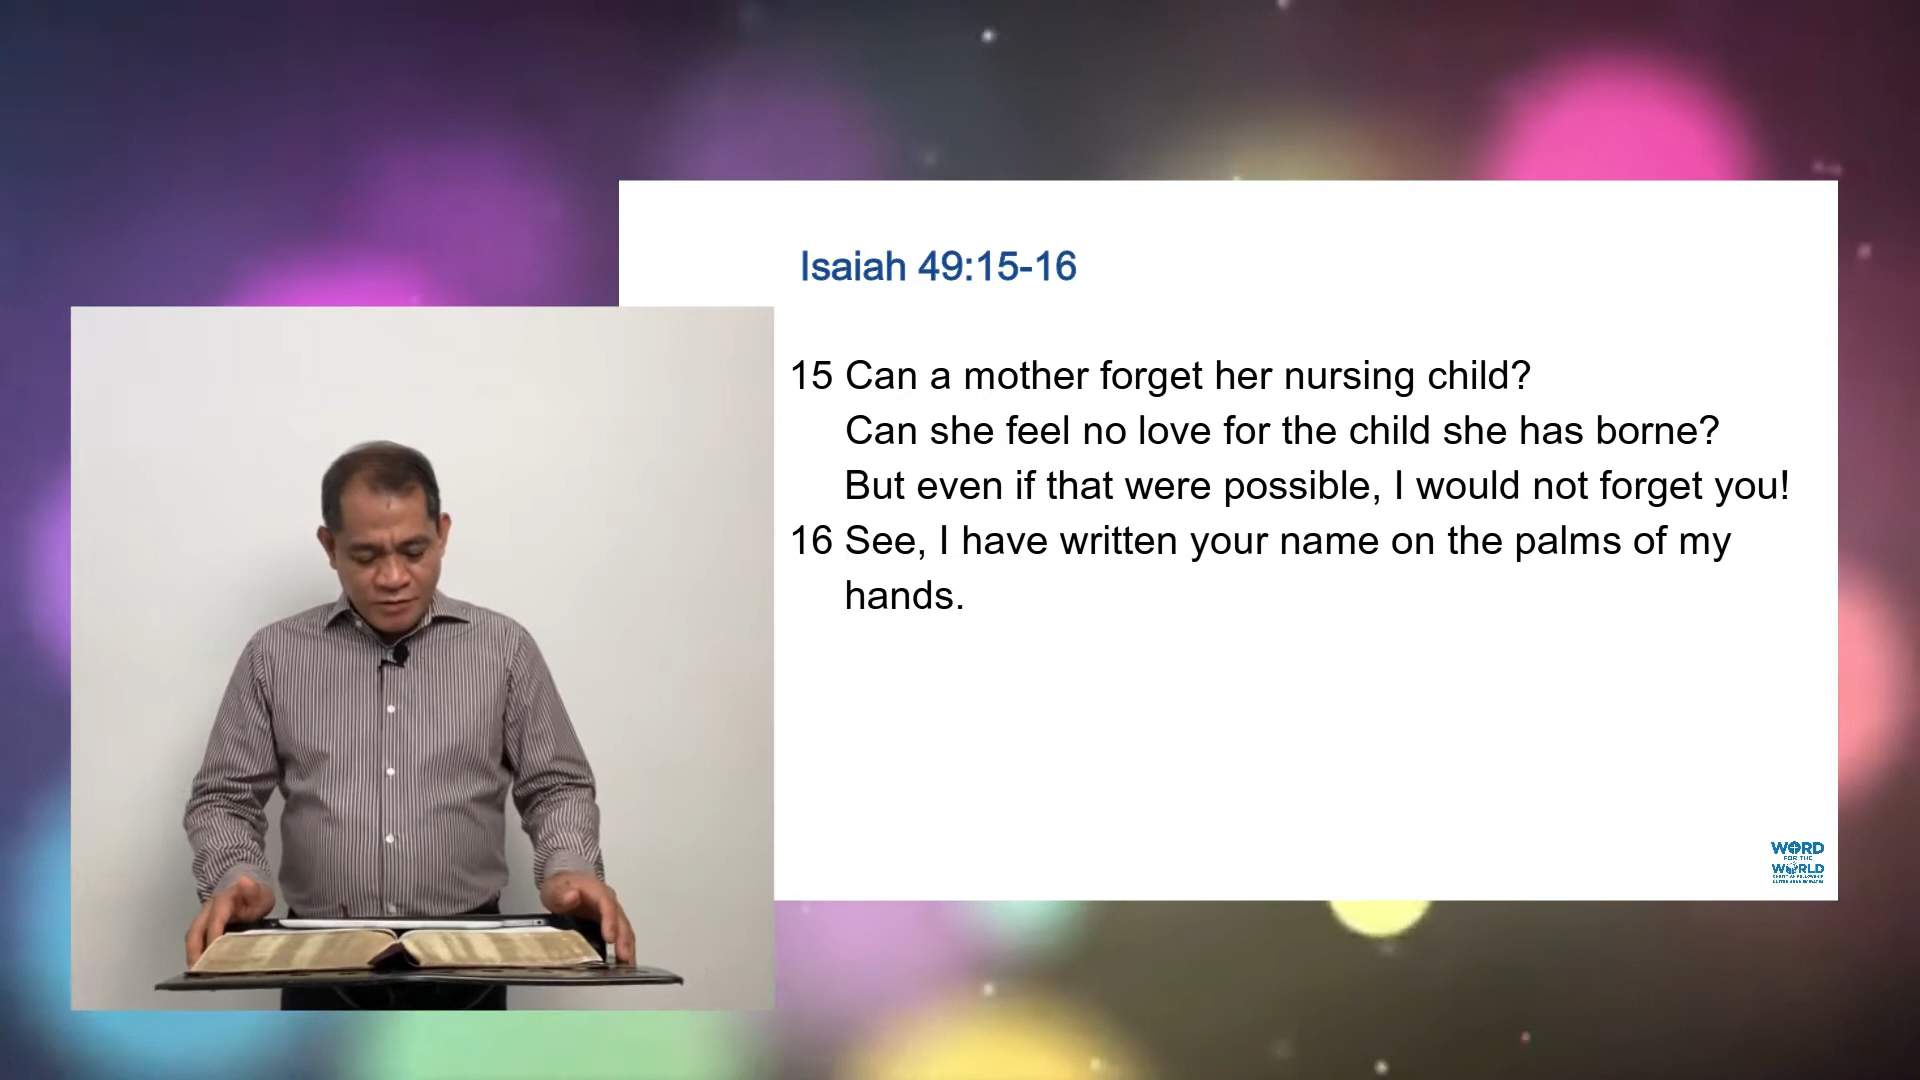 Isaiah 49:15-16
15 Can a mother forget her nursing child?
Can she feel no love for the child she has borne?
But even if that were possible, I would not forget you!
16 See, I have written your name on the palms of my
hands.
WORD
FOR THE
WORLD